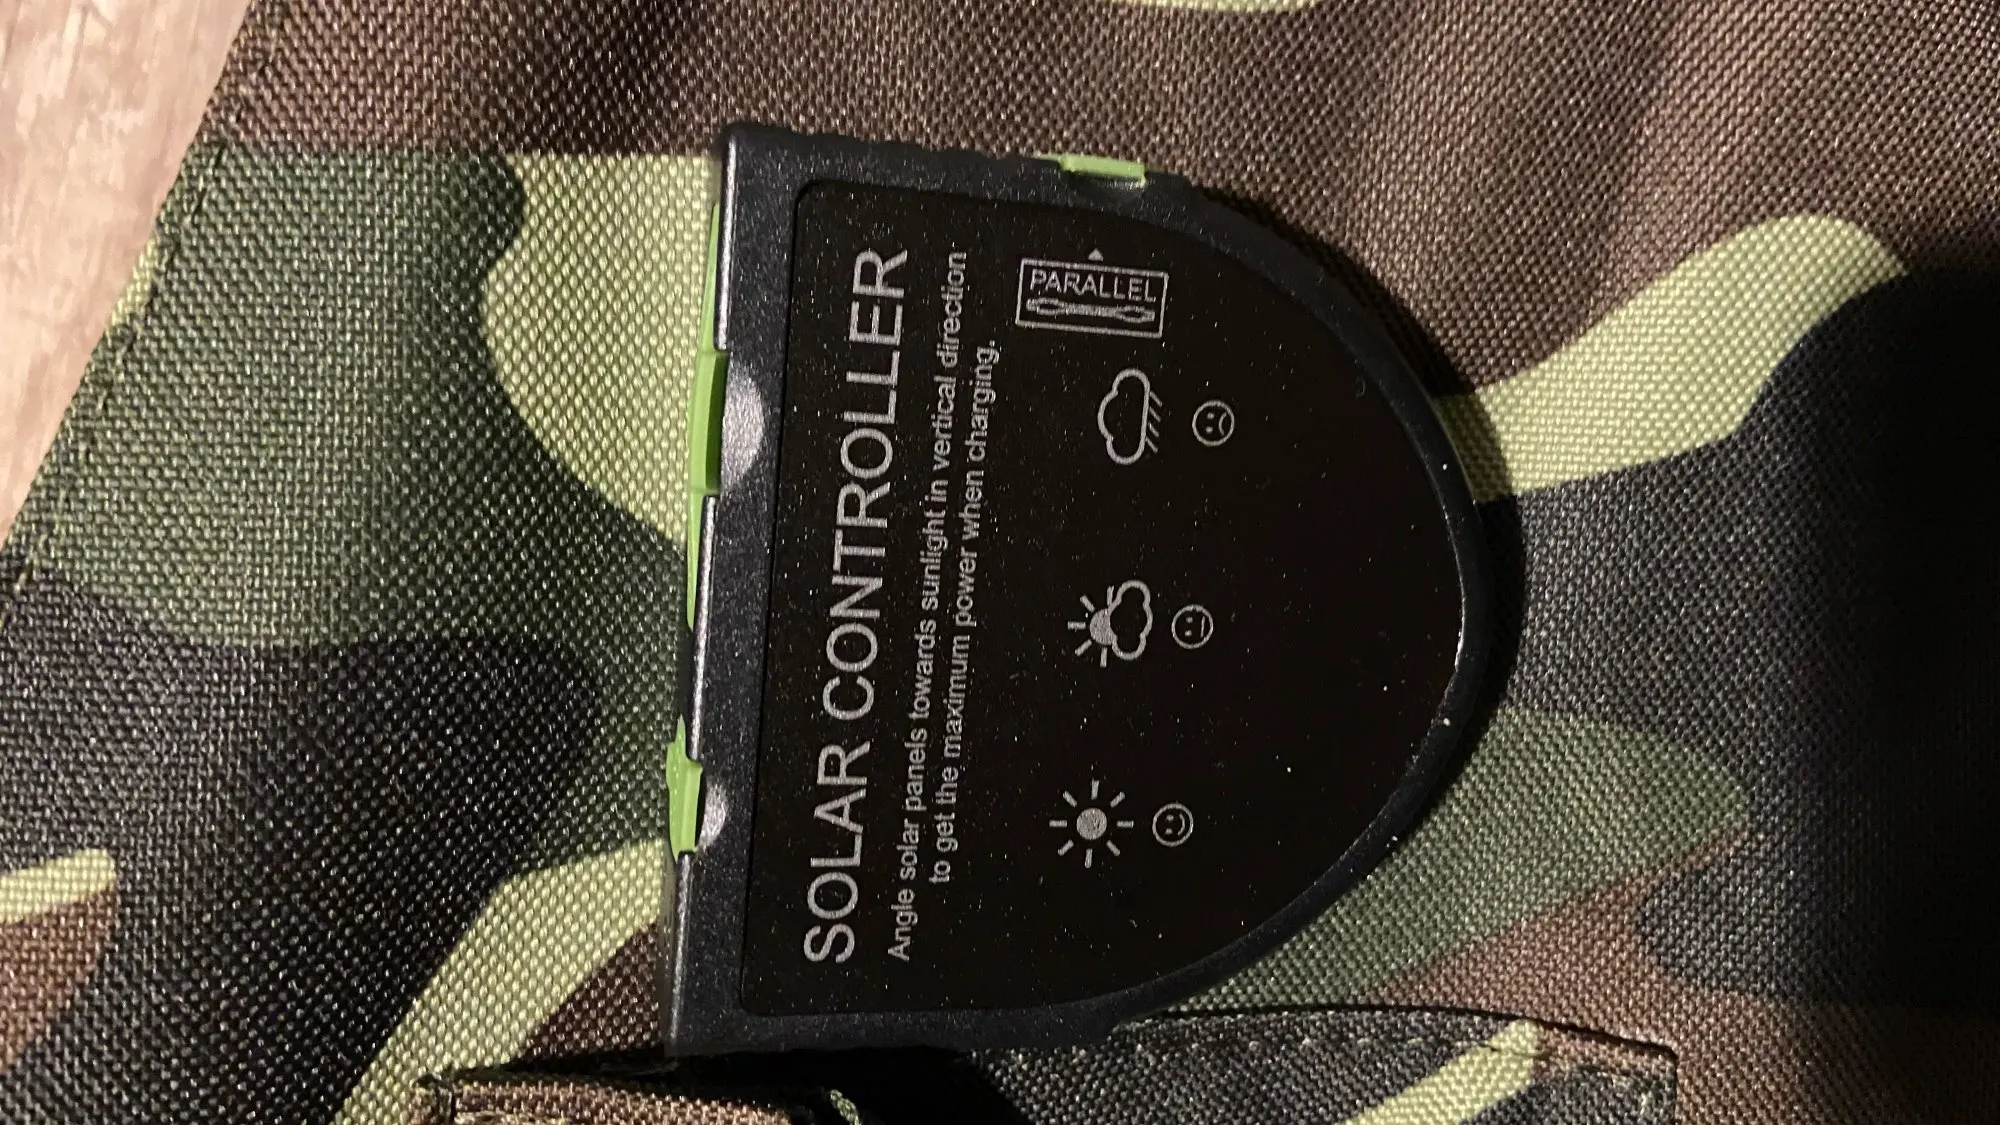 SOLAR CONTROLLER
Angle solar panels towards sunlight in vertical direction
to get the maximum power when charging.
PARALLEL